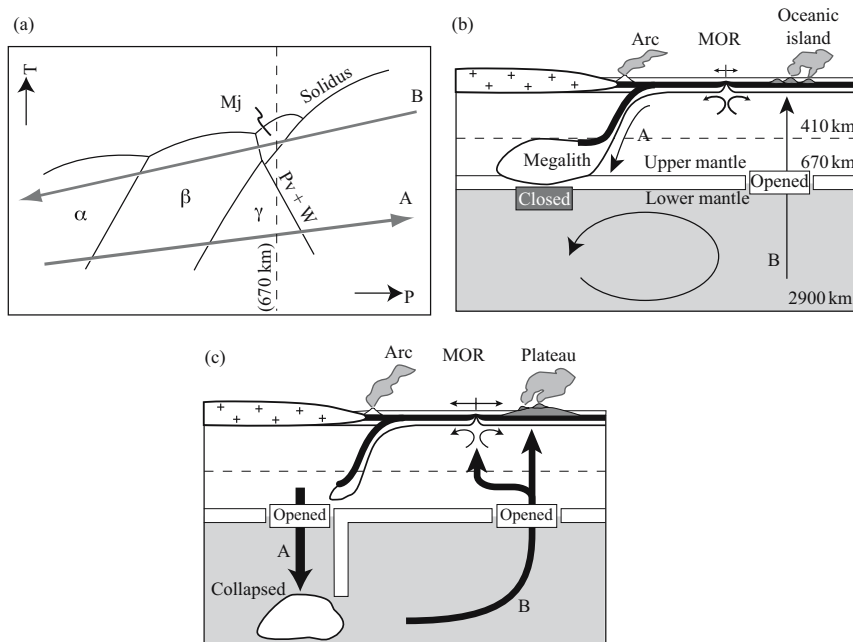 (a)
T
Solidus
Mj
B
A
α
β
γ
Pv + W
(670 km)
P
(b)
Oceanic
island
Arc
MOR
410 km
A
Megalith
Upper mantle
670 km
Opened
Closed
Lower mantle
B
2900 km
(c)
Arc
MOR
Plateau
Opened
Opened
A
Collapsed
B